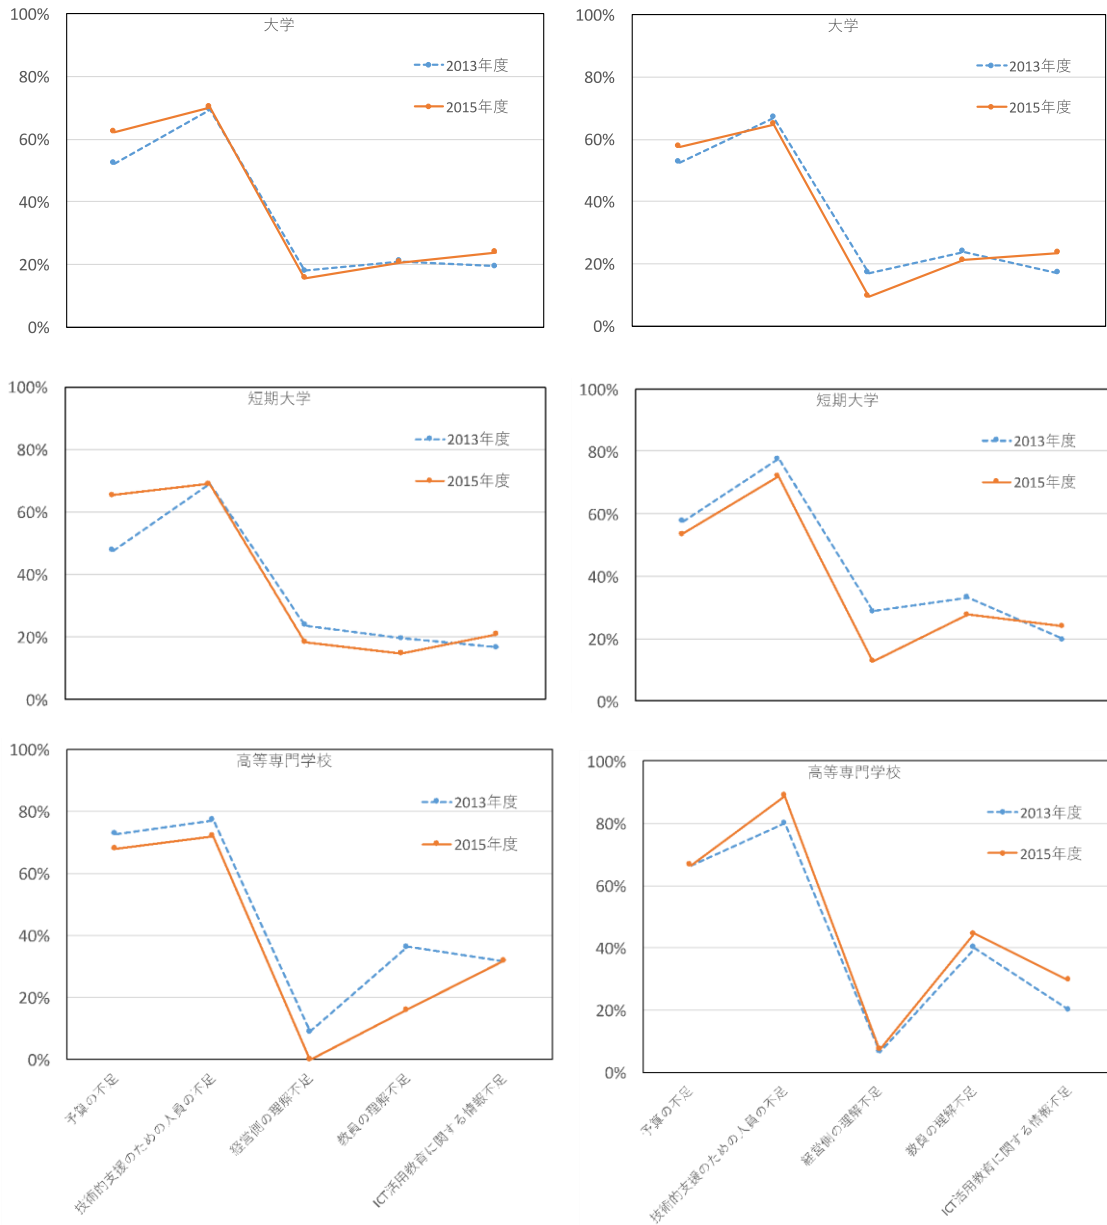 100%
大学
80%
2013年度
2015年度
60%
40%
20%
0%
100%
大学
80%
2013年度
2015年度
60%
40%
20%
0%
100%
短期大学
80%
2013年度
2015年度
60%
40%
20%
0%
100%
短期大学
80%
2013年度
2015年度
60%
40%
20%
0%
100%
高等専門学校
80%
2013年度
2015年度
60%
40%
20%
0%
予算の不足
技術的支援のための人員の不足
経営側の理解不足
教員の理解不足
ICT活用教育に関する情報不足
100%
高等専門学校
80%
2013年度
2015年度
60%
40%
20%
0%
予算の不足
技術的支援のための人員の不足
経営側の理解不足
教員の理解不足
ICT活用教育に関する情報不足